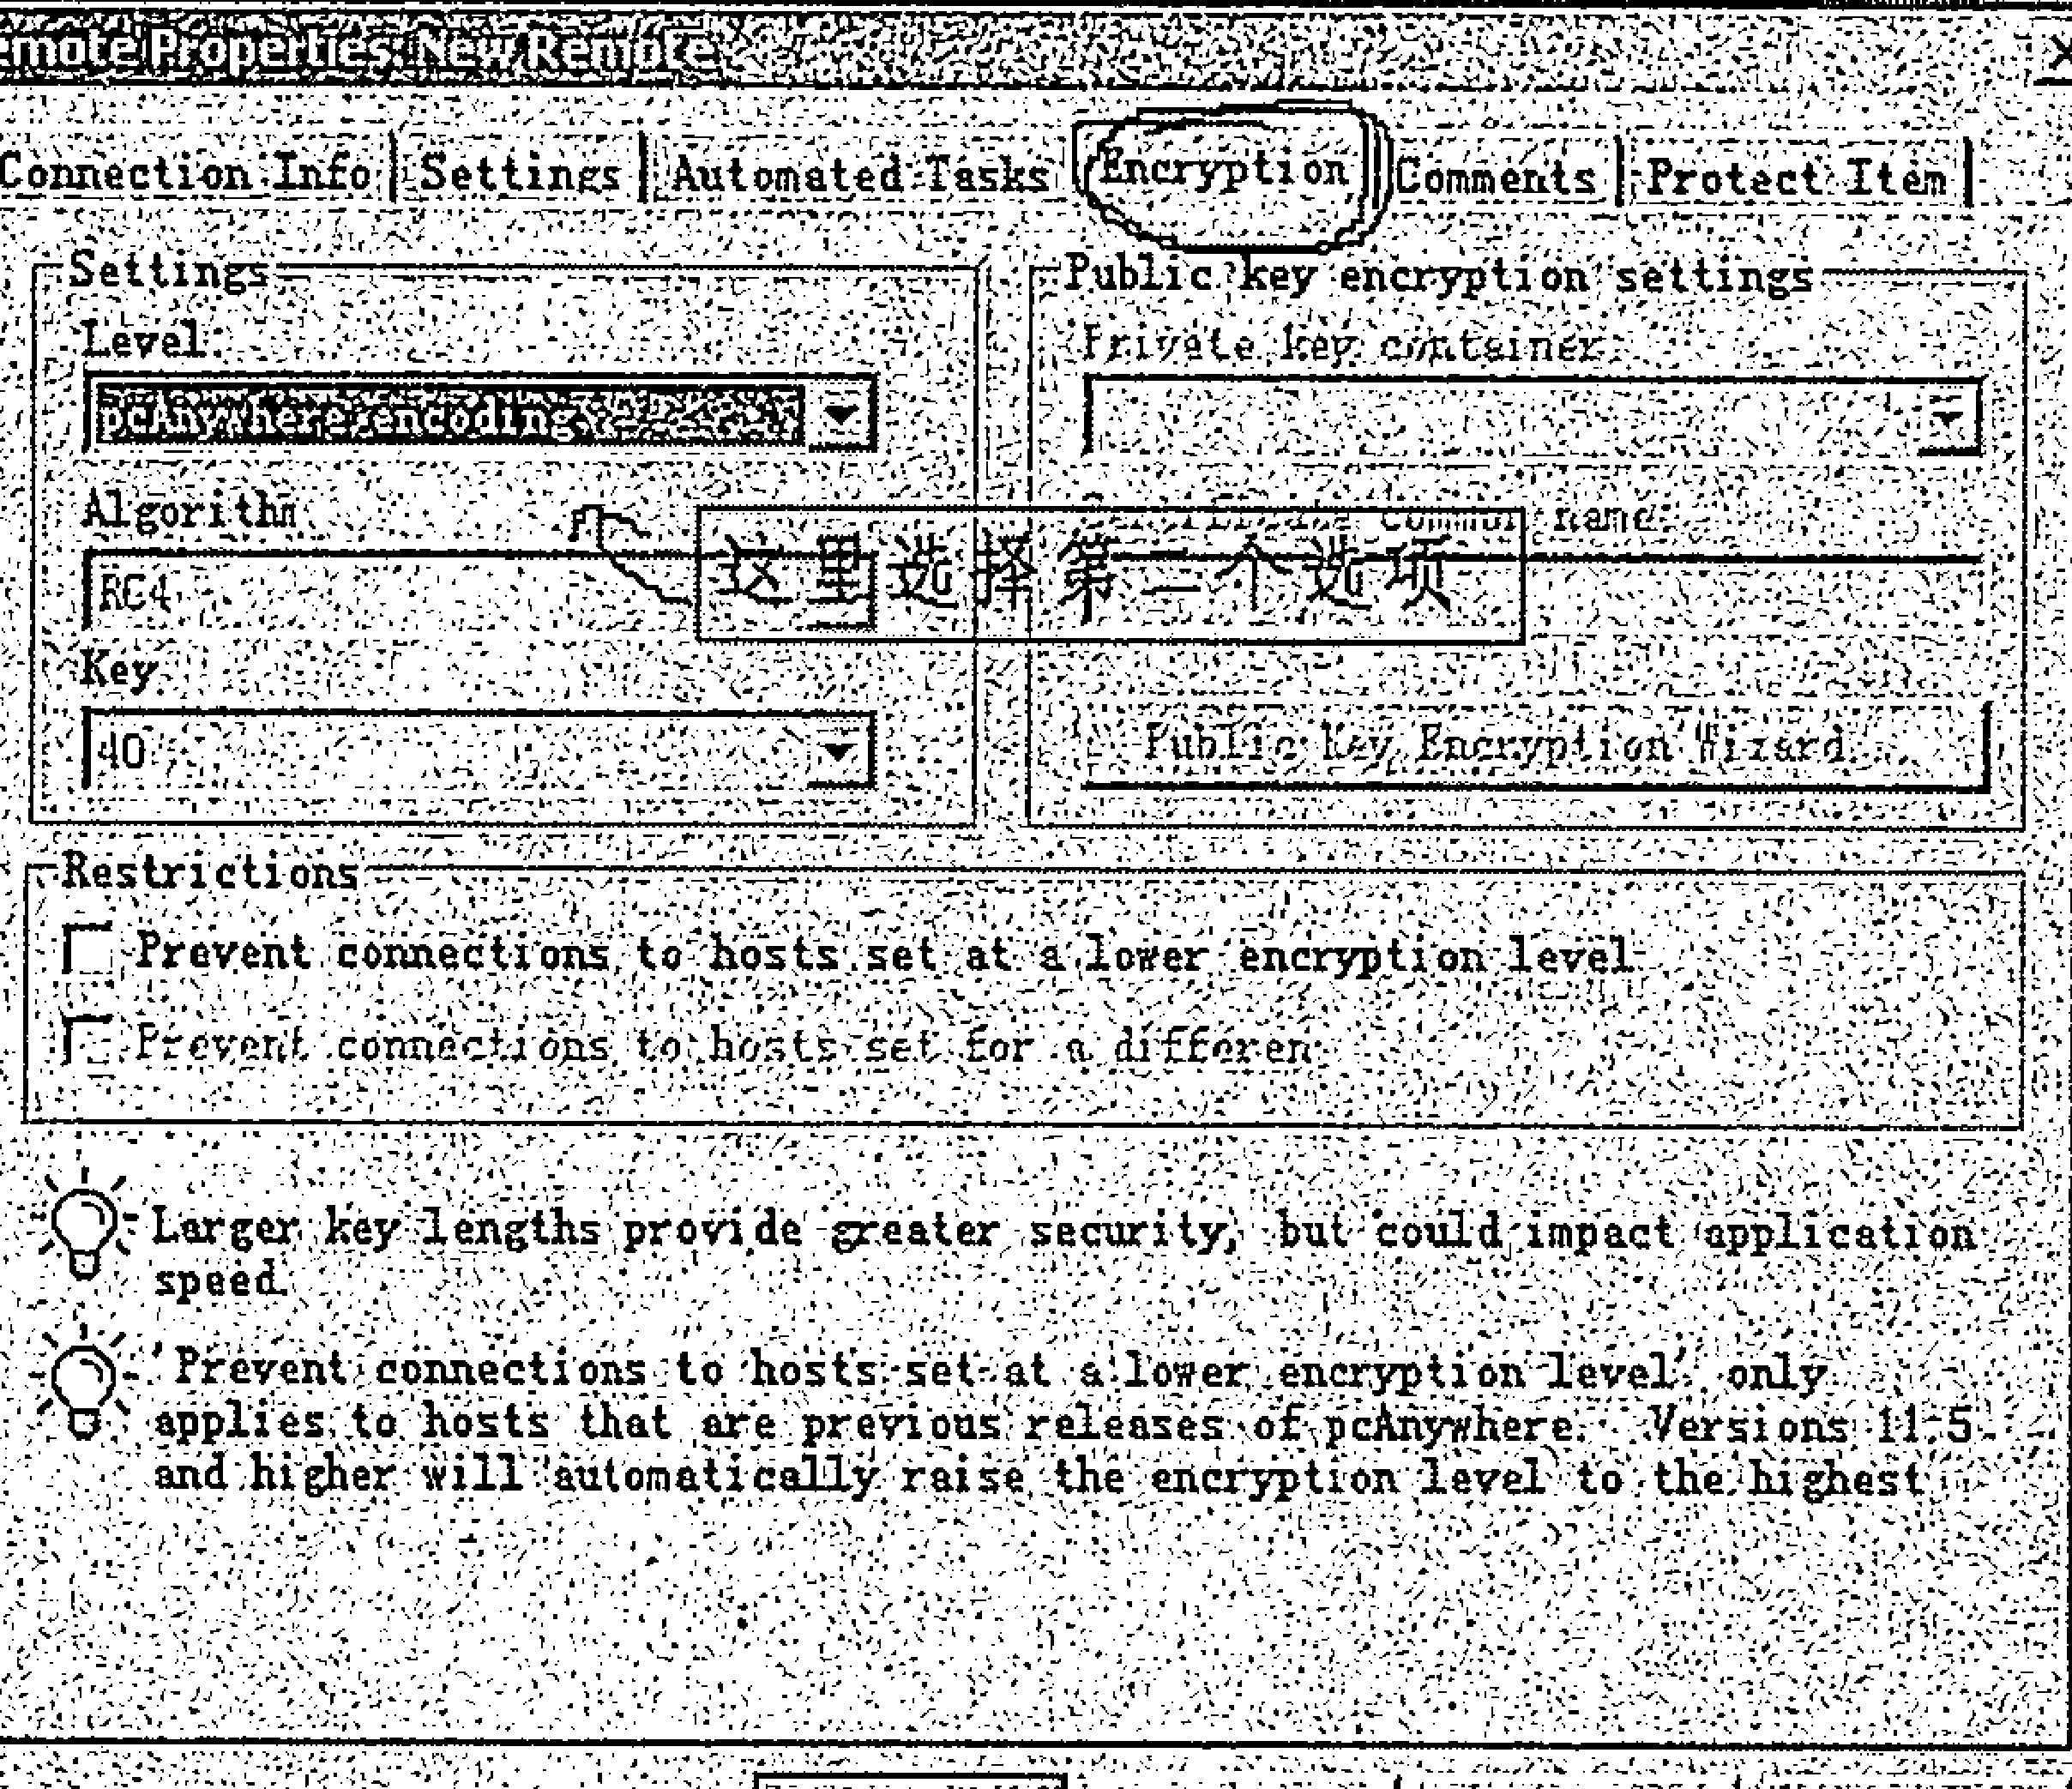 emote Properties: New Remote
Connection Info Settings Automated Tasks Encryption Comments Protect Item
Settings
Level:
pcAnywhere encoding
Algorithm
RC4
Key
40
Public key encryption settings
Private key container:
common name:
这里选择第二个选项
Public Key Encryption Wizard
Restrictions
Prevent connections to hosts set at a lower encryption level
Prevent connections to hosts set for a differen
Larger key lengths provide greater security, but could impact application
speed.
'Prevent connections to hosts set at a lower encryption level' only
applies to hosts that are previous releases of pcAnywhere. Versions 11.5
and higher will automatically raise the encryption level to the highest